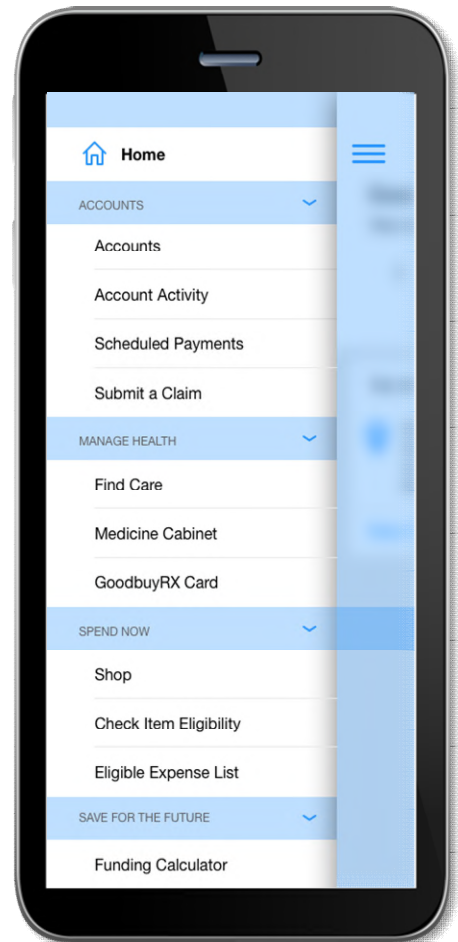 Home
ACCOUNTS
Accounts
Account Activity
Scheduled Payments
Submit a Claim
MANAGE HEALTH
Find Care
Medicine Cabinet
GoodbuyRX Card
SPEND NOW
Shop
Check Item Eligibility
Eligible Expense List
SAVE FOR THE FUTURE
Funding Calculator